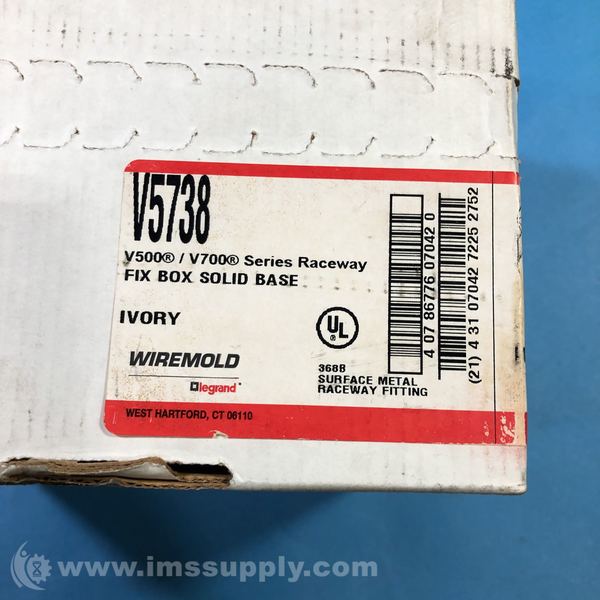 V5738
V500® / V700® Series Raceway
FIX BOX SOLID BASE
IVORY
UL
®
WIREMOLD
legrand®
368B
SURFACE METAL
RACEWAY FITTING
4 07 86776 07042 0
(21) 4 31 07042 7225 2752
WEST HARTFORD, CT 06110
© www.imssupply.com